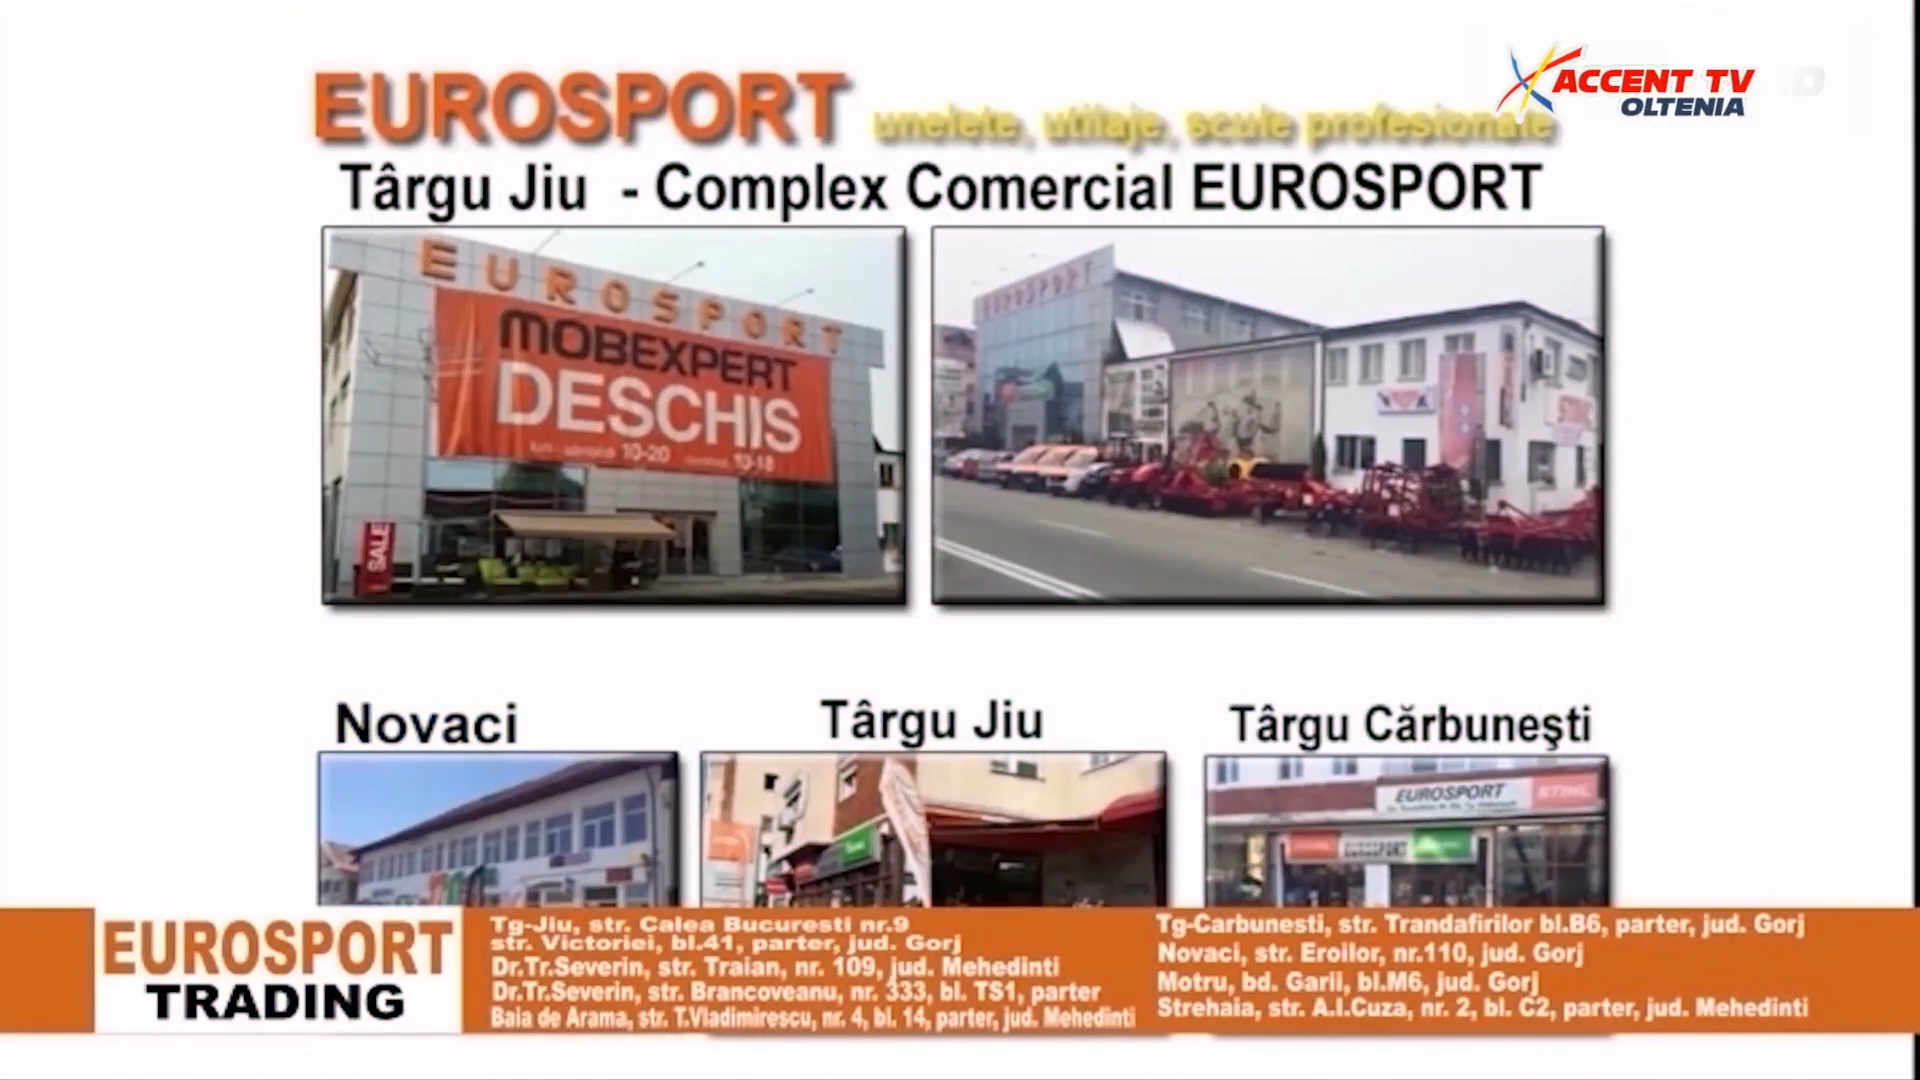 ACCENT TV
OLTENIA
EUROSPORT unelete, utilaje, scule profesionale
Târgu Jiu - Complex Comercial EUROSPORT
EUROSPORT
MOBEXPERT
DESCHIS
10-20 10-18
SALE
EUROSPORT
Novaci
Târgu Jiu
Târgu Cărbuneşti
EUROSPORT STIHL
EUROSPORT
EUROSPORT
TRADING
Tg-Jiu, str. Calea Bucuresti nr.9
str. Victoriei, bl.41, parter, jud. Gorj
Dr.Tr.Severin, str. Traian, nr. 109, jud. Mehedinti
Dr.Tr.Severin, str. Brancoveanu, nr. 333, bl. TS1, parter
Baia de Arama, str. T.Vladimirescu, nr. 4, bl. 14, parter, jud. Mehedinti
Tg-Carbunesti, str. Trandafirilor bl.B6, parter, jud. Gorj
Novaci, str. Eroilor, nr.110, jud. Gorj
Motru, bd. Garii, bl.M6, jud. Gorj
Strehaia, str. A.I.Cuza, nr. 2, bl. C2, parter, jud. Mehedinti